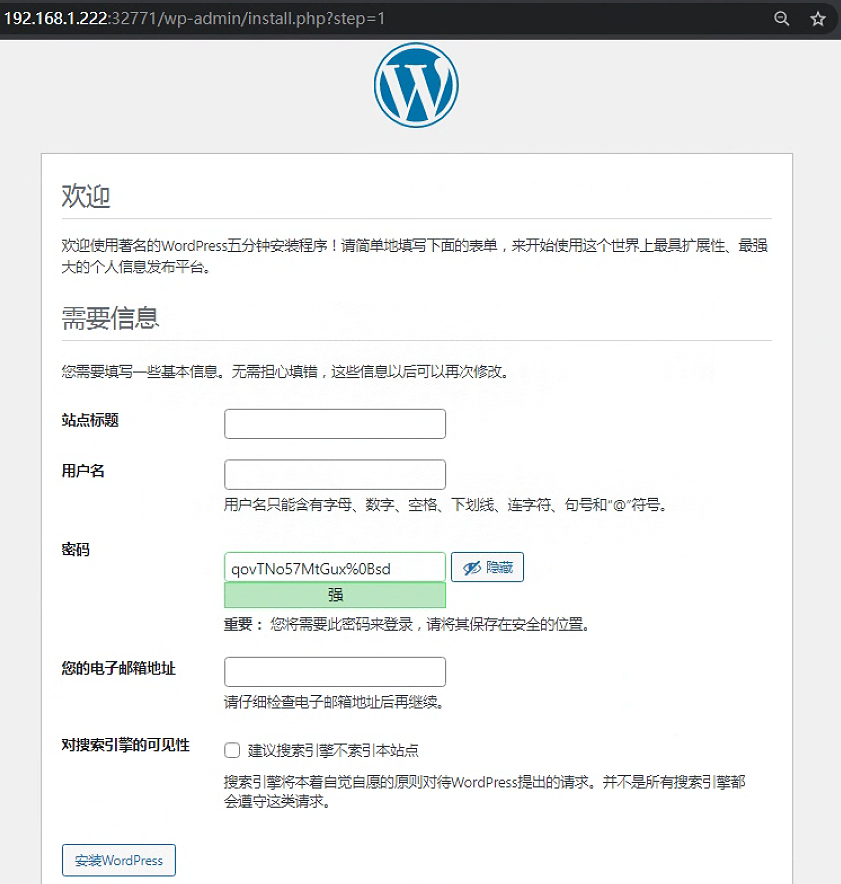 192.168.1.222:32771/wp-admin/install.php?step=1
欢迎
欢迎使用著名的WordPress五分钟安装程序！请简单地填写下面的表单，来开始使用这个世界上最具扩展性、最强
大的个人信息发布平台。
需要信息
您需要填写一些基本信息。无需担心填错，这些信息以后可以再次修改。
站点标题
用户名
用户名只能含有字母、数字、空格、下划线、连字符、句号和“@”符号。
密码
qovTNo57MtGux%0Bsd 隐藏
强
重要： 您将需要此密码来登录，请将其保存在安全的位置。
您的电子邮箱地址
请仔细检查电子邮箱地址后再继续。
对搜索引擎的可见性 建议搜索引擎不索引本站点
搜索引擎将本着自觉自愿的原则对待WordPress提出的请求。并不是所有搜索引擎都
会遵守这类请求。
安装WordPress